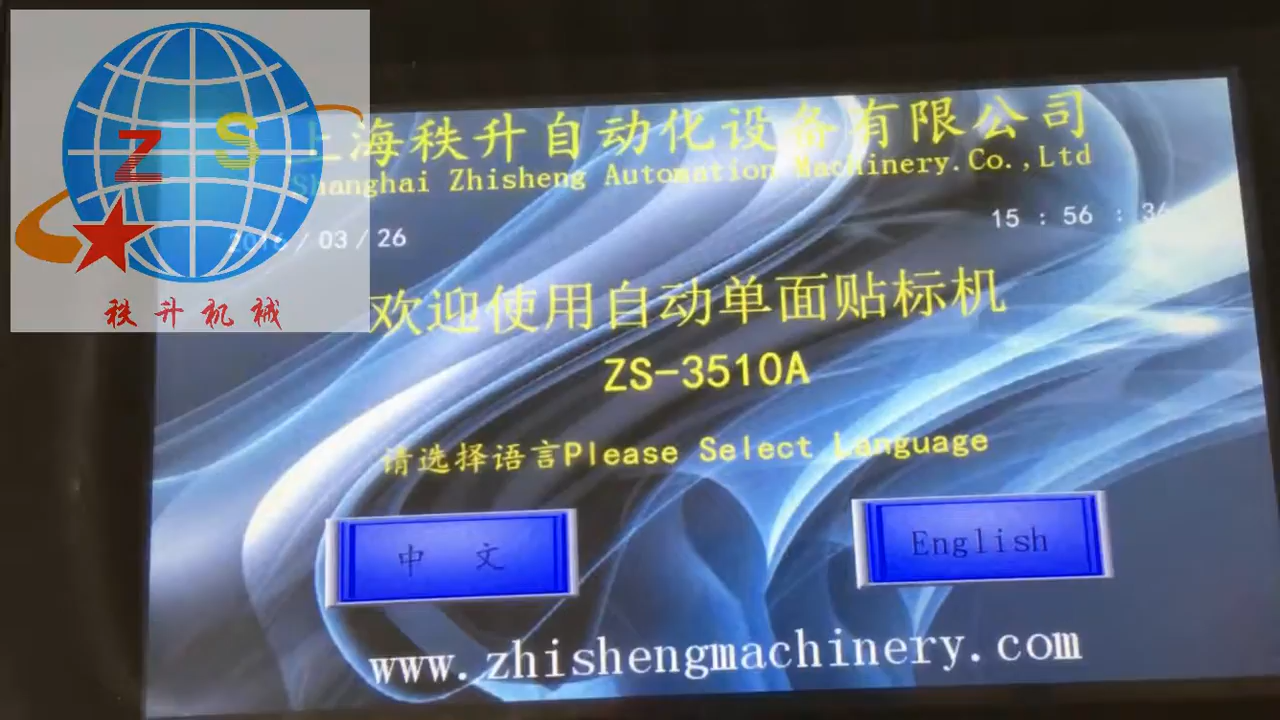 Z S
秩升机械
上海秩升自动化设备有限公司
Shanghai Zhisheng Automation Machinery.Co.,Ltd
2016/03/26
15 : 56 : 36
欢迎使用自动单面贴标机
ZS-3510A
请选择语言Please Select Language
中 文
English
www.zhishengmachinery.com